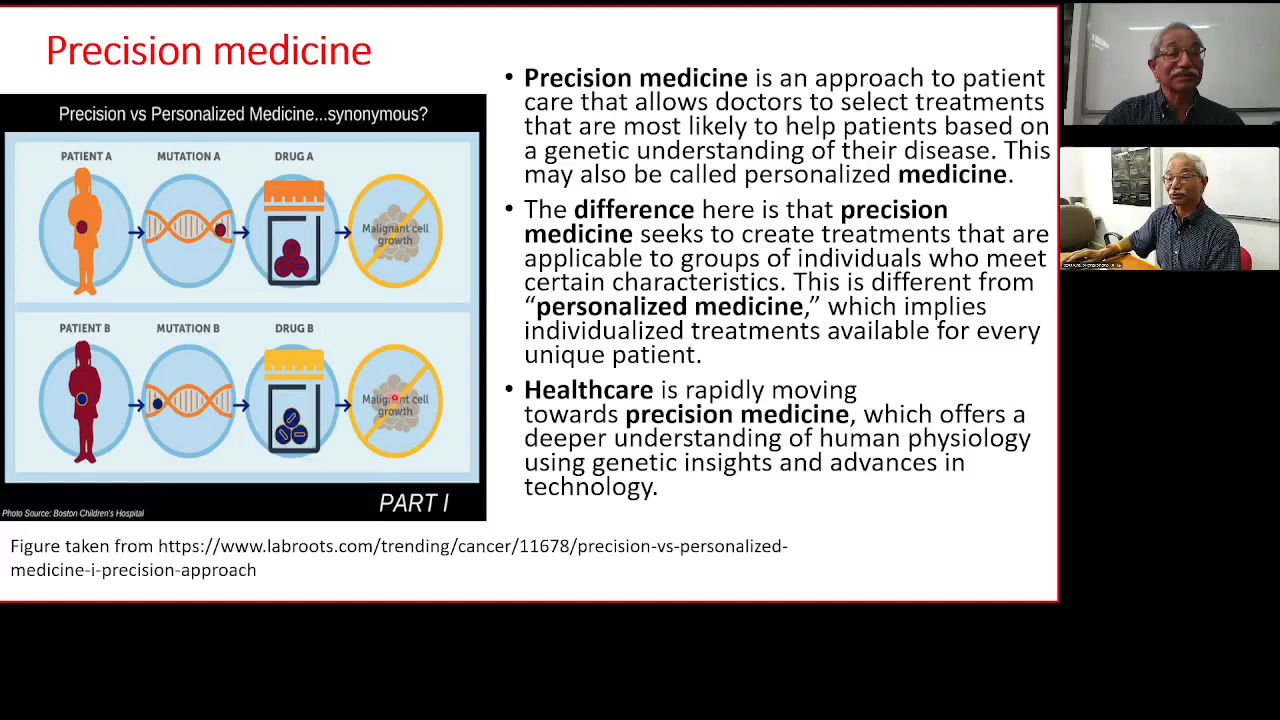 Precision medicine
Precision vs Personalized Medicine...synonymous?
PATIENT A
MUTATION A
DRUG A
Malignant cell
growth
PATIENT B
MUTATION B
DRUG B
Malignant cell
growth
PART I
Photo Source: Boston Children's Hospital
Figure taken from https://www.labroots.com/trending/cancer/11678/precision-vs-personalized-
medicine-i-precision-approach
• Precision medicine is an approach to patient
care that allows doctors to select treatments
that are most likely to help patients based on
a genetic understanding of their disease. This
may also be called personalized medicine.
• The difference here is that precision
medicine seeks to create treatments that are
applicable to groups of individuals who meet
certain characteristics. This is different from
“personalized medicine,” which implies
individualized treatments available for every
unique patient.
• Healthcare is rapidly moving
towards precision medicine, which offers a
deeper understanding of human physiology
using genetic insights and advances in
technology.